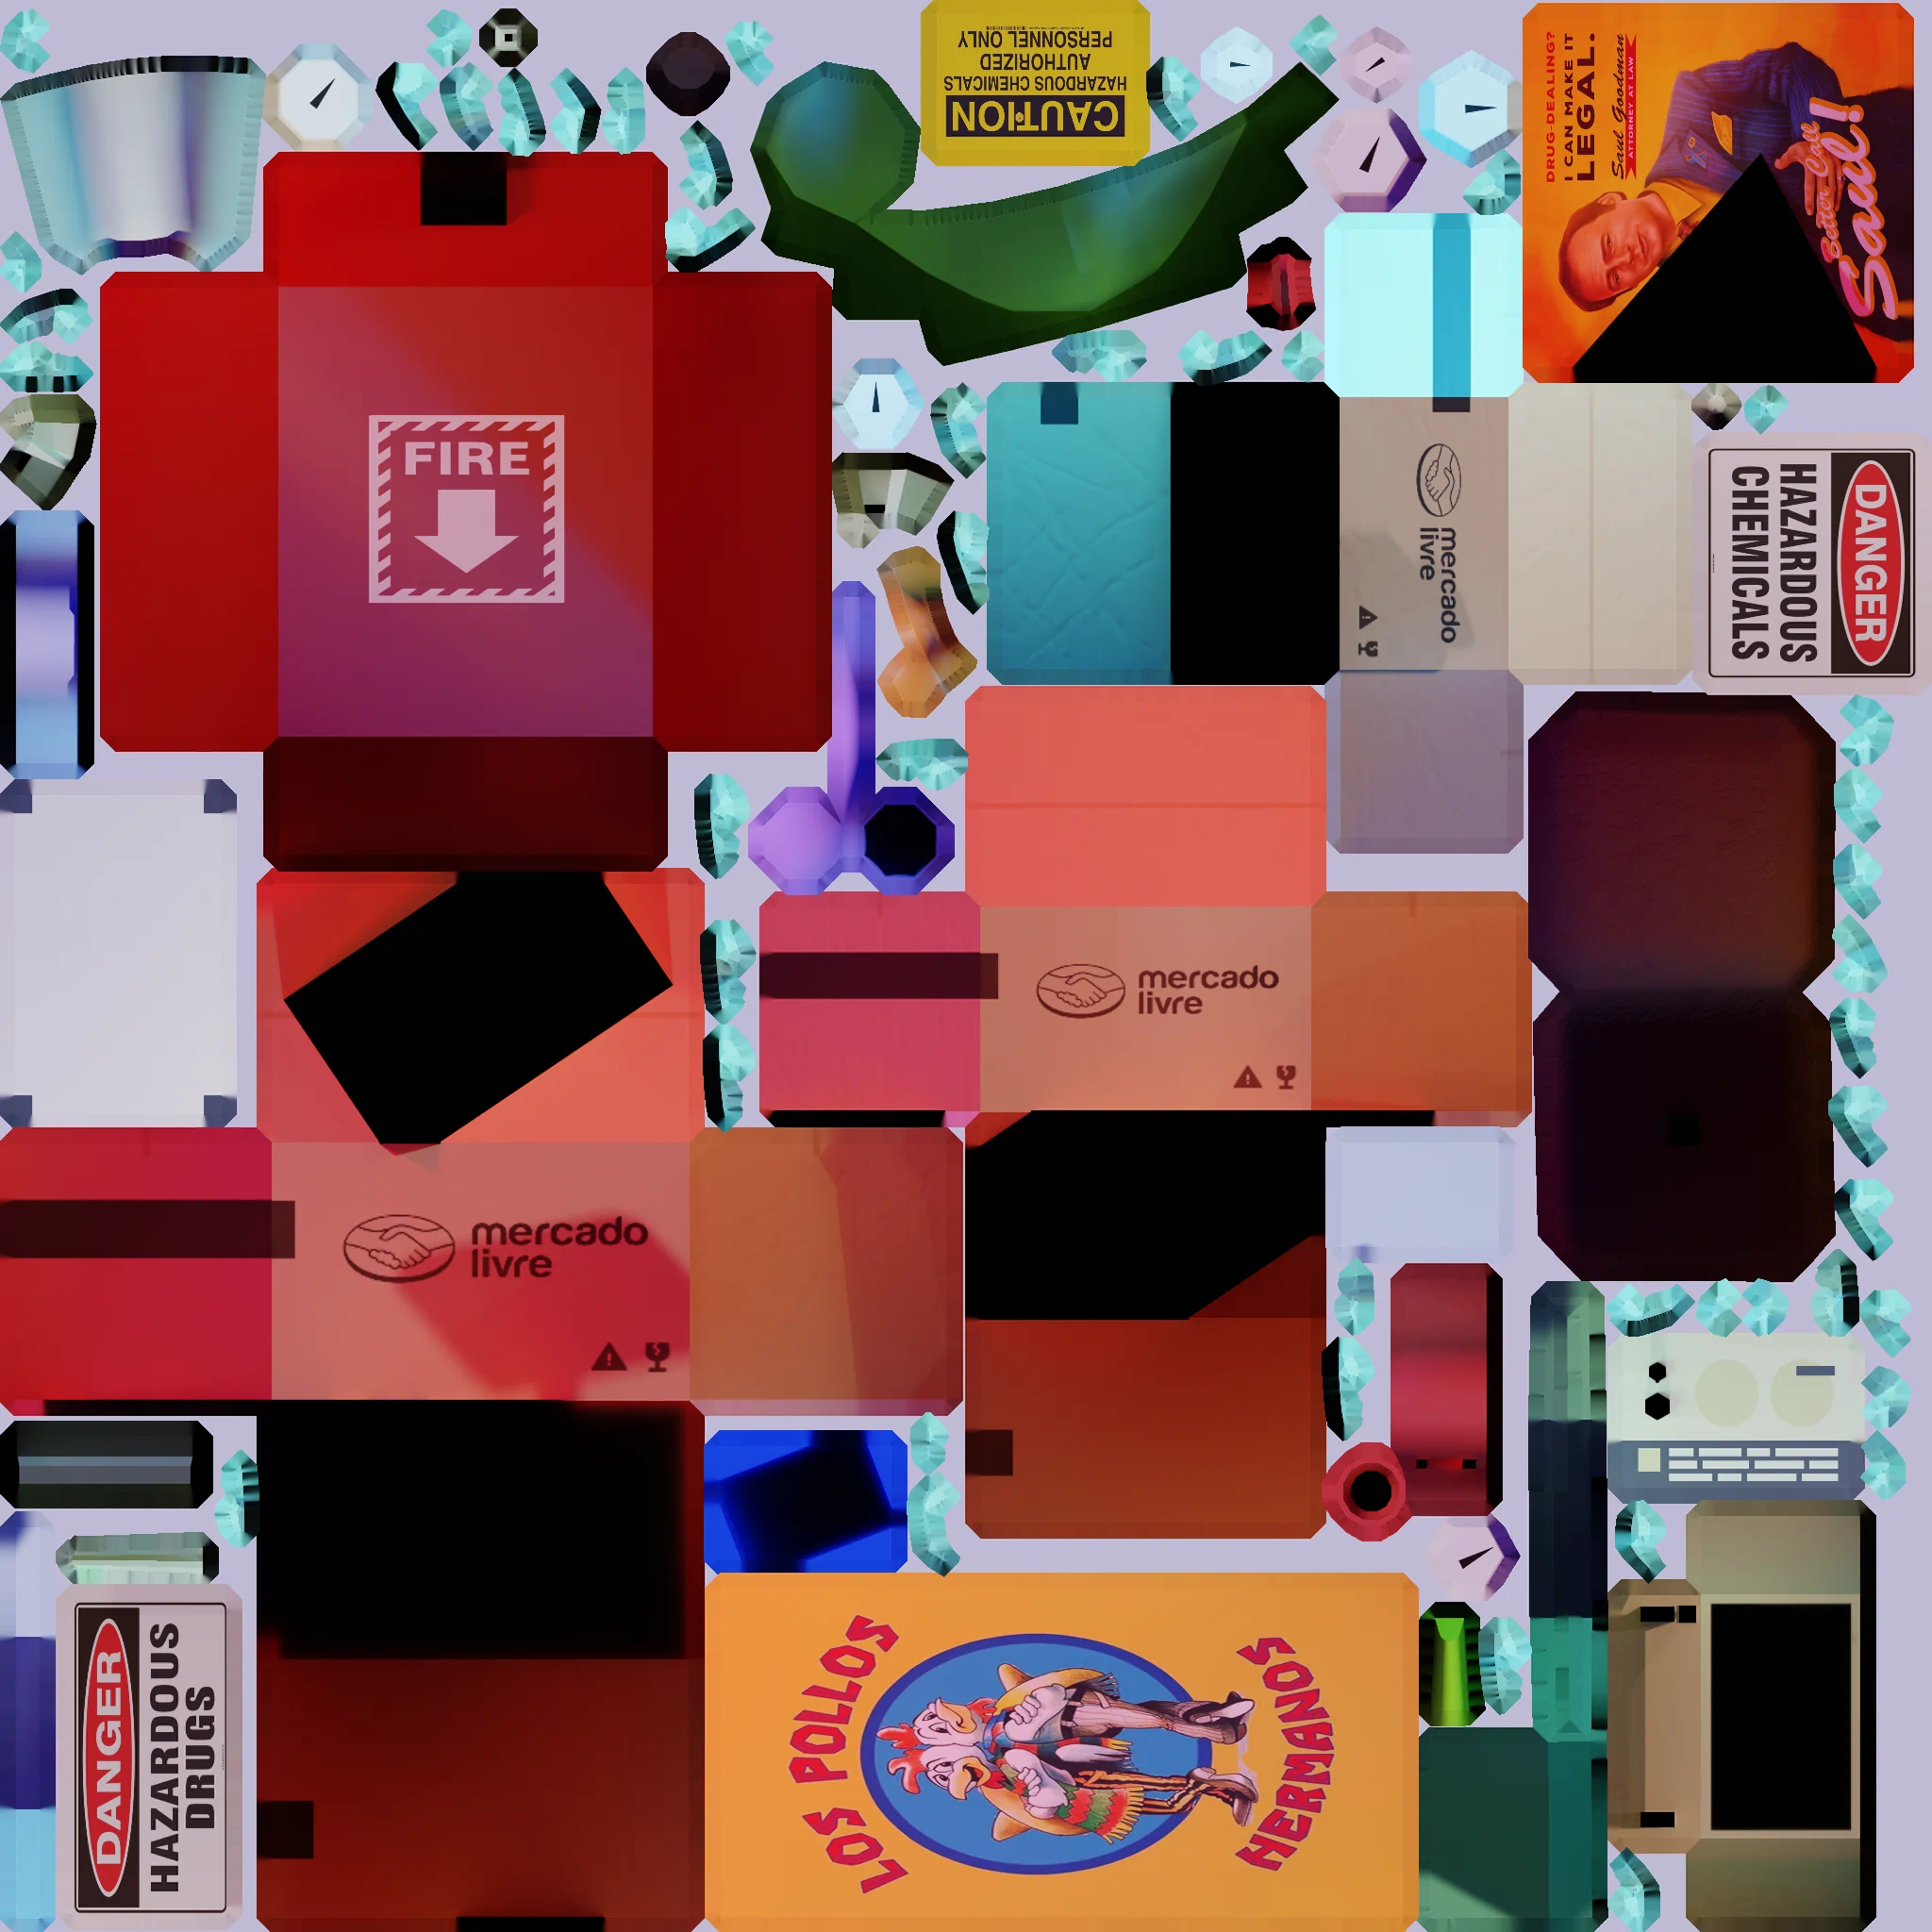 CAUTION
HAZARDOUS CHEMICALS
AUTHORIZED
PERSONNEL ONLY
DRUG-DEALING?
I CAN MAKE IT
LEGAL.
Saul Goodman
ATTORNEY AT LAW
Better Call
Saul!
FIRE
mercado
livre
DANGER
HAZARDOUS
CHEMICALS
mercado
livre
mercado
livre
DANGER
HAZARDOUS
DRUGS
LOS POLLOS
HERMANOS